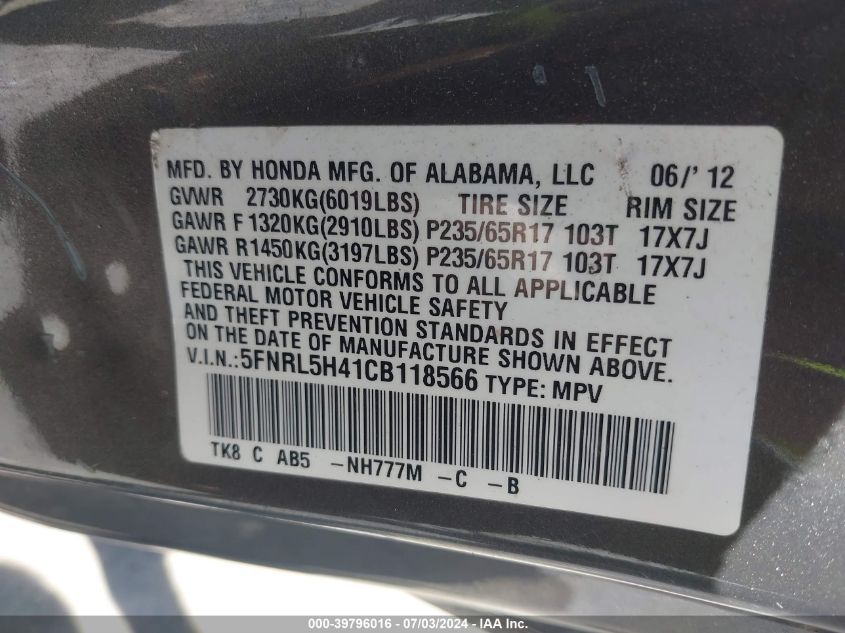 MFD. BY HONDA MFG. OF ALABAMA, LLC 06/'12
GVWR 2730KG(6019LBS) TIRE SIZE RIM SIZE
GAWR F 1320KG(2910LBS) P235/65R17 103T 17X7J
GAWR R 1450KG(3197LBS) P235/65R17 103T 17X7J
THIS VEHICLE CONFORMS TO ALL APPLICABLE
FEDERAL MOTOR VEHICLE SAFETY
AND THEFT PREVENTION STANDARDS IN EFFECT
ON THE DATE OF MANUFACTURE SHOWN ABOVE.
V.I.N.:5FNRL5H41CB118566 TYPE: MPV
TK8 C AB5 -NH777M -C -B
000-39796016 - 07/03/2024 - IAA Inc.